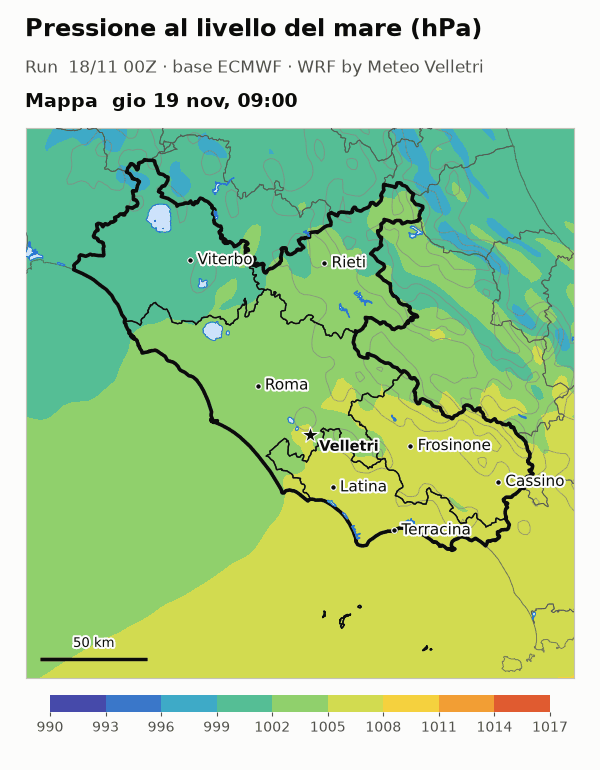 Pressione al livello del mare (hPa)
Run  18/11 00Z · base ECMWF · WRF by Meteo Velletri
Mappa  gio 19 nov, 09:00
Viterbo
Rieti
Roma
Velletri
Frosinone
Latina
Cassino
Terracina
50 km
990 993 996 999 1002 1005 1008 1011 1014 1017